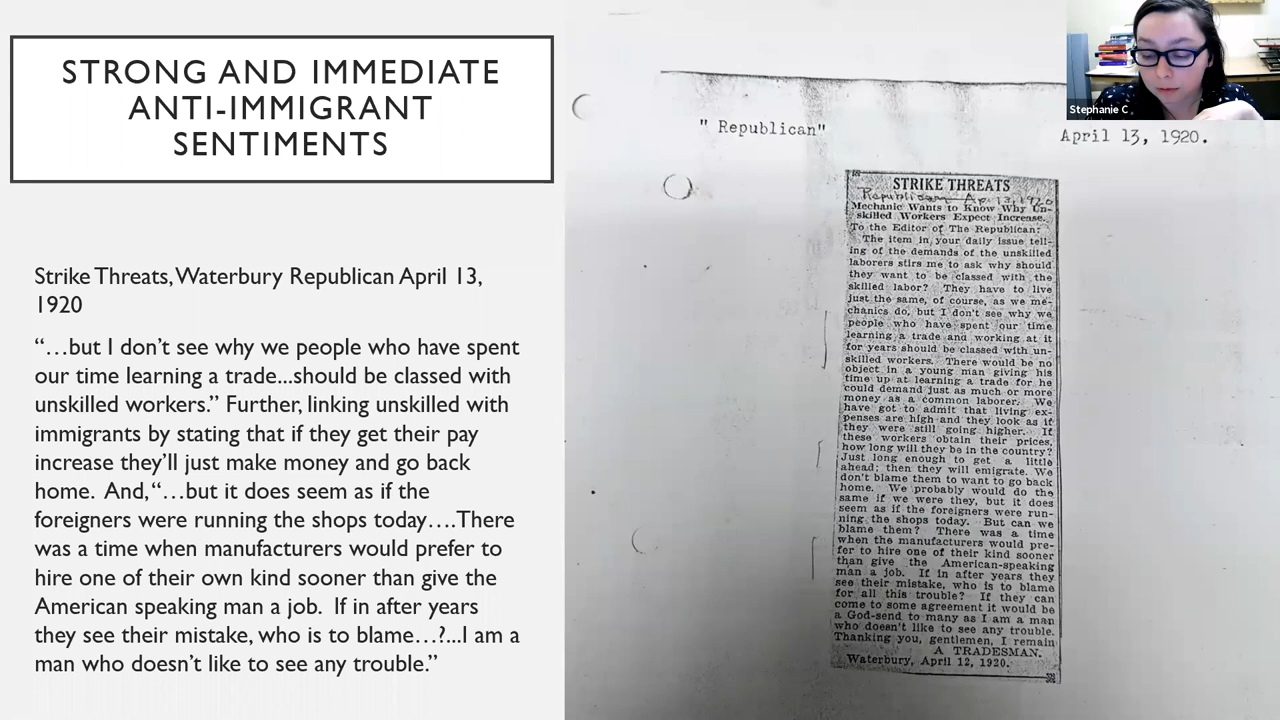 STRONG AND IMMEDIATE
ANTI-IMMIGRANT
SENTIMENTS
Strike Threats, Waterbury Republican April 13,
1920
“…but I don’t see why we people who have spent
our time learning a trade...should be classed with
unskilled workers.” Further, linking unskilled with
immigrants by stating that if they get their pay
increase they’ll just make money and go back
home. And, “…but it does seem as if the
foreigners were running the shops today….There
was a time when manufacturers would prefer to
hire one of their own kind sooner than give the
American speaking man a job. If in after years
they see their mistake, who is to blame…?...I am a
man who doesn’t like to see any trouble.”
" Republican"
April 13, 1920.
STRIKE THREATS
Republican Ap. 13, 1920
Mechanic Wants to Know Why Un-
skilled Workers Expect Increase.
To the Editor of The Republican:
The item in your daily issue tell-
ing of the demands of the unskilled
laborers stirs me to ask why should
they want to be classed with the
skilled labor? They have to live
just the same, of course, as we me-
chanics do, but I don't see why we
people who have spent our time
learning a trade and working at it
for years should be classed with un-
skilled workers. There would be no
object in a young man giving his
time up at learning a trade for he
could demand just as much or more
money as a common laborer. We
have got to admit that living ex-
penses are high and they look as if
they were still going higher. If
these workers obtain their prices,
how long will they be in the country?
Just long enough to get a little
ahead; then they will emigrate. We
don't blame them to want to go back
home. We probably would do the
same if we were they, but it does
seem as if the foreigners were run-
ning the shops today. But can we
blame them? There was a time
when the manufacturers would pre-
fer to hire one of their kind sooner
than give the American-speaking
man a job. If in after years they
see their mistake, who is to blame
for all this trouble? If they can
come to some agreement it would be
a God-send to many as I am a man
who doesn't like to see any trouble.
Thanking you, gentlemen, I remain
A TRADESMAN.
Waterbury, April 12, 1920.
Stephanie C